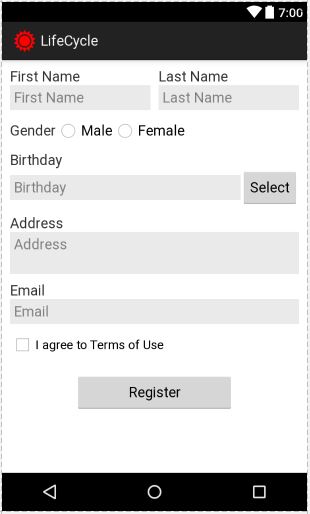 7:00
LifeCycle
First Name Last Name
First Name Last Name
Gender Male Female
Birthday
Birthday Select
Address
Address
Email
Email
I agree to Terms of Use
Register